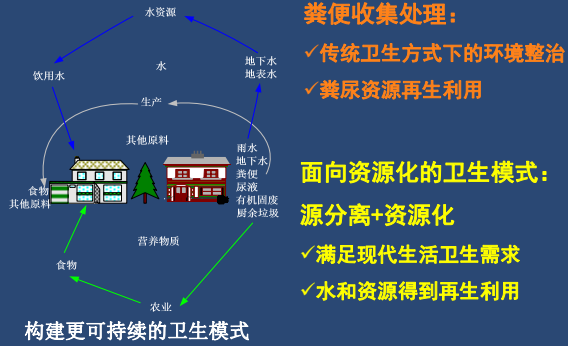 水资源
地下水
地表水
饮用水
水
生产
其他原料
雨水
地下水
粪便
尿液
有机固废
厨余垃圾
食物
其他原料
营养物质
食物
农业
构建更可持续的卫生模式
粪便收集处理：
✓传统卫生方式下的环境整治
✓粪尿资源再生利用
面向资源化的卫生模式：
源分离+资源化
✓满足现代生活卫生需求
✓水和资源得到再生利用